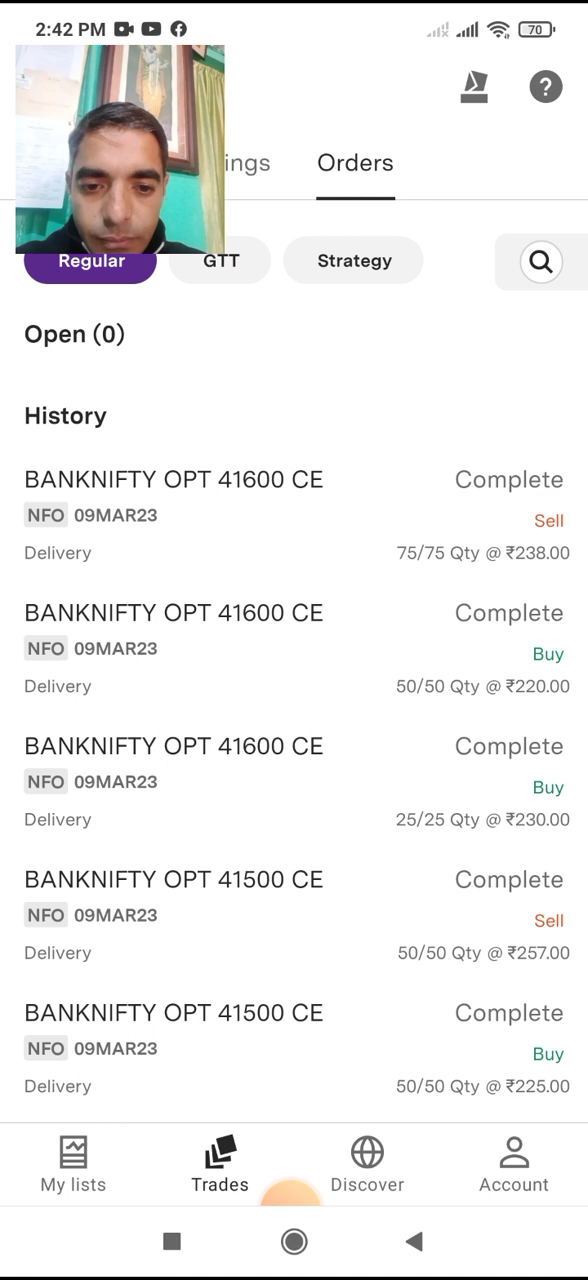 2:42 PM
70
?
ings
Orders
Regular
GTT
Strategy
Open (0)
History
BANKNIFTY OPT 41600 CE
Complete
NFO 09MAR23
Sell
Delivery
75/75 Qty @ ₹238.00
BANKNIFTY OPT 41600 CE
Complete
NFO 09MAR23
Buy
Delivery
50/50 Qty @ ₹220.00
BANKNIFTY OPT 41600 CE
Complete
NFO 09MAR23
Buy
Delivery
25/25 Qty @ ₹230.00
BANKNIFTY OPT 41500 CE
Complete
NFO 09MAR23
Sell
Delivery
50/50 Qty @ ₹257.00
BANKNIFTY OPT 41500 CE
Complete
NFO 09MAR23
Buy
Delivery
50/50 Qty @ ₹225.00
My lists
Trades
Discover
Account